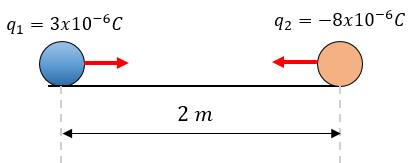 q₁ = 3x10⁻⁶C
q₂ = −8x10⁻⁶C
2 m